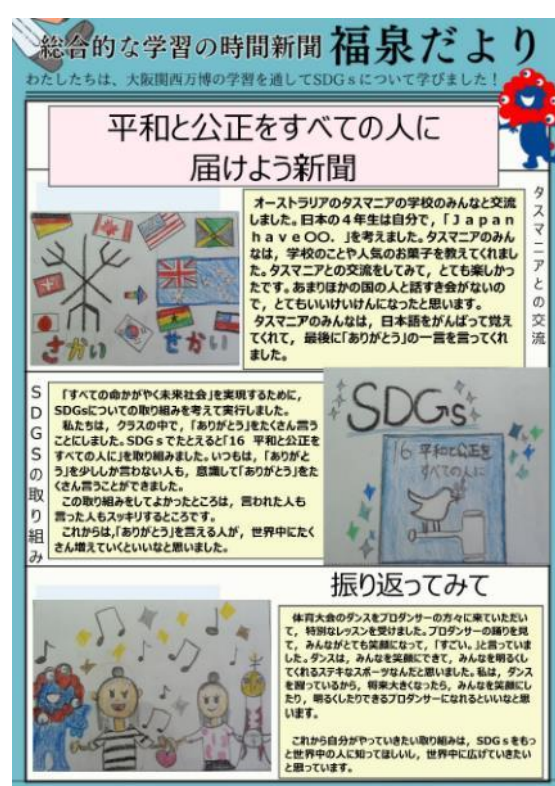 総合的な学習の時間新聞 福泉だより
わたしたちは、大阪関西万博の学習を通してSDGsについて学びました！
平和と公正をすべての人に
届けよう新聞
タスマニアとの交流
オーストラリアのタスマニアの学校のみんなと交流
しました。日本の４年生は自分で，「Ｊａｐａｎ
ｈａｖｅ〇〇．」を考えました。タスマニアのみん
なは，学校のことや人気のお菓子を教えてくれまし
た。タスマニアとの交流をしてみて，とても楽しかっ
たです。あまりほかの国の人と話すき会がないの
で，とてもいいけいけんになったと思います。
タスマニアのみんなは，日本語をがんばって覚え
てくれて，最後に「ありがとう」の一言を言ってくれ
ました。
さかい せかい
SDGsの取り組み
「すべての命かがやく未来社会」を実現するために，
SDGsについての取り組みを考えて実行しました。
私たちは，クラスの中で，「ありがとう」をたくさん言う
ことにしました。SDGｓでたとえると「16 平和と公正を
すべての人に」を取り組みました。いつもは，「ありがと
う」を少ししか言わない人も，意識して「ありがとう」をた
くさん言うことができました。
この取り組みをしてよかったところは，言われた人も
言った人もスッキリするところです。
これからは，「ありがとう」を言える人が，世界中にたく
さん増えていくといいなと思いました。
SDGs
16 平和と公正を
すべての人に
振り返ってみて
体育大会のダンスをプロダンサーの方々に来ていただい
て，特別なレッスンを受けました。プロダンサーの踊りを見
て，みんながとても笑顔になって，「すごい。」と言っていま
した。ダンスは，みんなを笑顔にできて，みんなを明るくし
てくれるステキなスポーツなんだと思いました。私は，ダンス
を習っているから，将来大きくなったら，みんなを笑顔にし
たり，明るくしたりできるプロダンサーになれるといいなと思
います。
これから自分がやっていきたい取り組みは，SDGｓをもっ
と世界中の人に知ってほしいし，世界中に広げていきたい
と思っています。